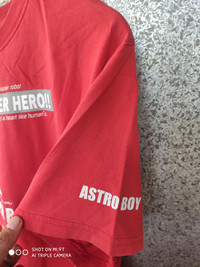 super robot
ER HERO!!
a heart like human's.
ASTRO BOY
SHOT ON MI 9T
AI TRIPLE CAMERA